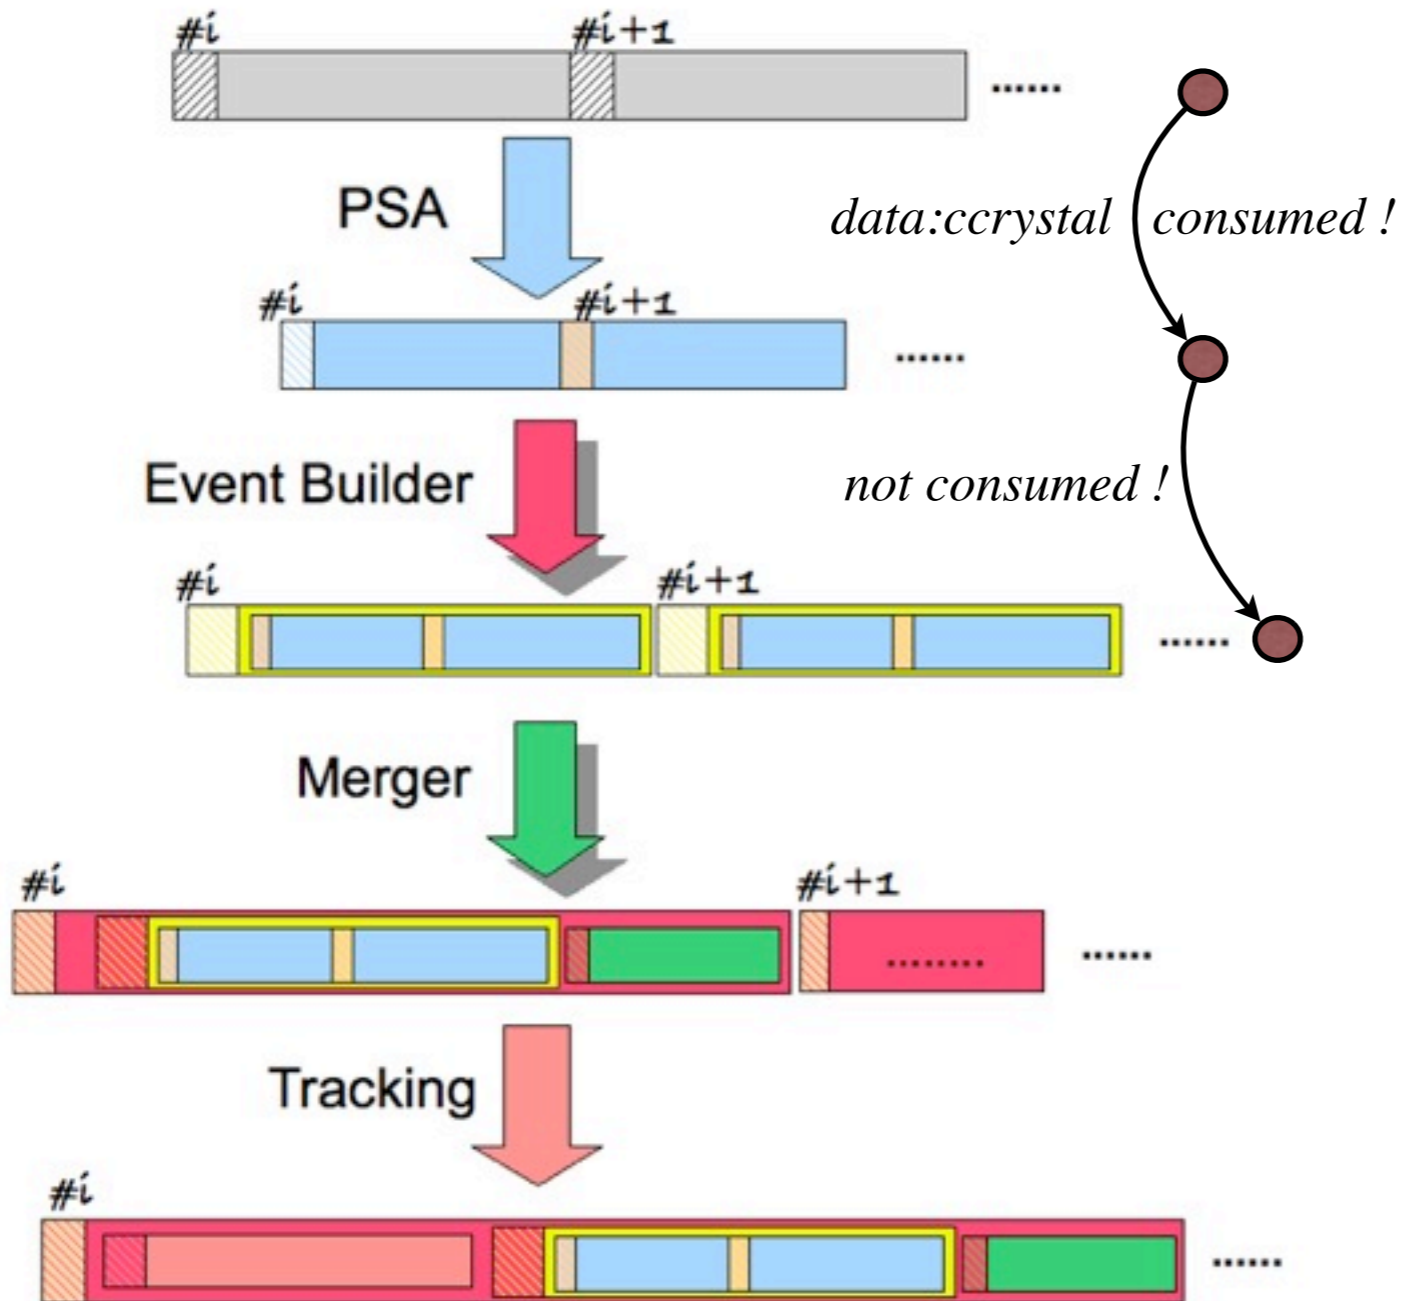 #i #i+1
......
PSA
data:ccrystal consumed !
#i #i+1
......
Event Builder
not consumed !
#i #i+1
......
Merger
#i #i+1
........
......
Tracking
#i
......